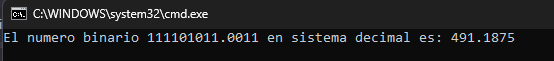 C:\WINDOWS\system32\cmd.exe
El numero binario 111101011.0011 en sistema decimal es: 491.1875